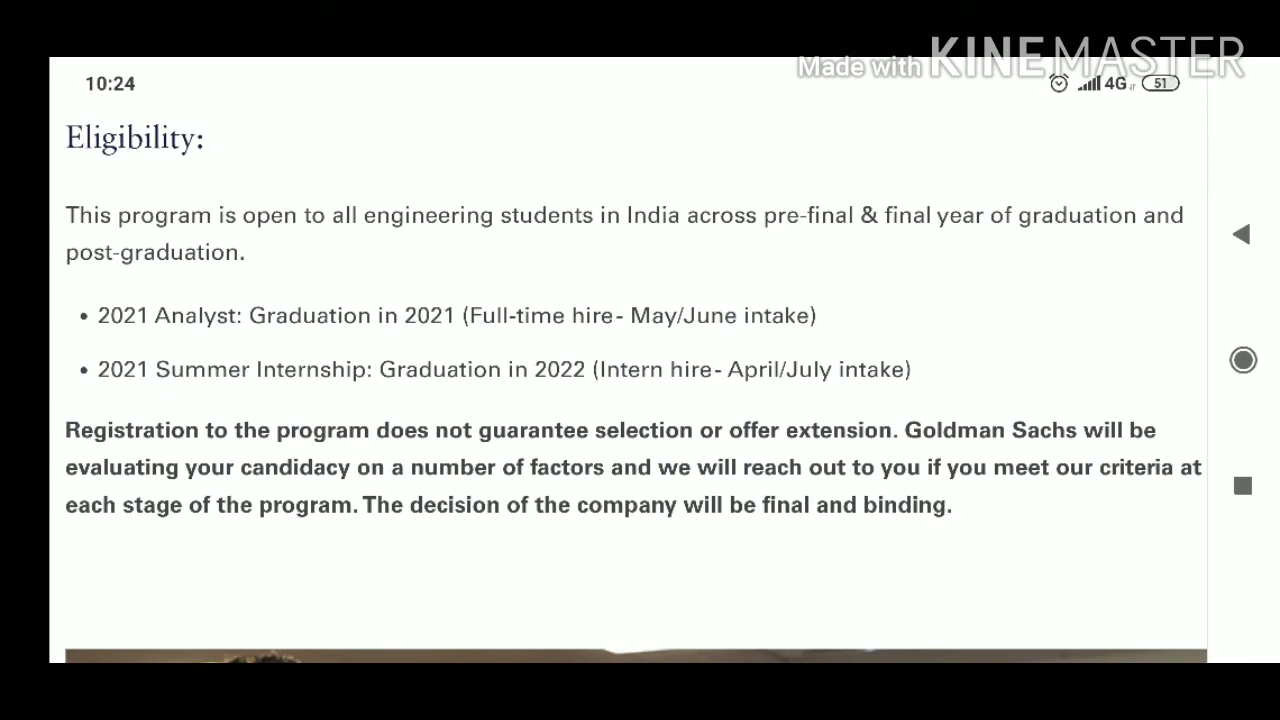 Made with KINEMASTER
10:24
4G 51
Eligibility:
This program is open to all engineering students in India across pre-final & final year of graduation and
post-graduation.
• 2021 Analyst: Graduation in 2021 (Full-time hire- May/June intake)
• 2021 Summer Internship: Graduation in 2022 (Intern hire- April/July intake)
Registration to the program does not guarantee selection or offer extension. Goldman Sachs will be
evaluating your candidacy on a number of factors and we will reach out to you if you meet our criteria at
each stage of the program. The decision of the company will be final and binding.